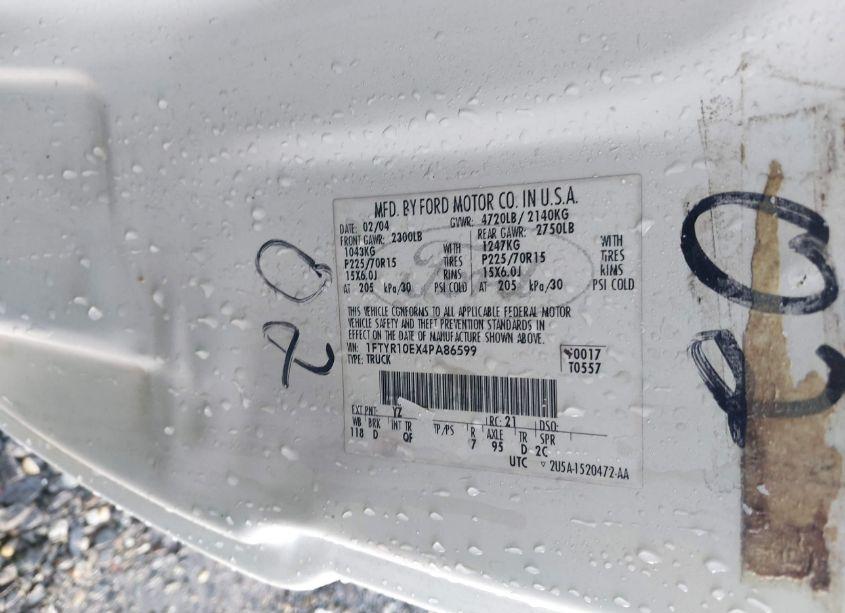 MFD. BY FORD MOTOR CO. IN U.S.A.
DATE: 02/04 GVWR: 4720LB/ 2140KG
FRONT GAWR: 2300LB REAR GAWR: 2750LB
1043KG WITH 1247KG WITH
P225/70R15 TIRES P225/70R15 TIRES
15X6.0J RIMS 15X6.0J RIMS
AT 205 kPa/30 PSI COLD AT 205 kPa/30 PSI COLD
THIS VEHICLE CONFORMS TO ALL APPLICABLE FEDERAL MOTOR
VEHICLE SAFETY AND THEFT PREVENTION STANDARDS IN
EFFECT ON THE DATE OF MANUFACTURE SHOWN ABOVE.
VIN: 1FTYR10EX4PA86599
TYPE: TRUCK
0017
T0557
EXT PNT: YZ RC: 21 DSO:
WB BRK INT TR TP/PS R AXLE TR SPR
118 D OF 7 95 D 2C
UTC ▽ 2U5A-1520472-AA
Ford
20